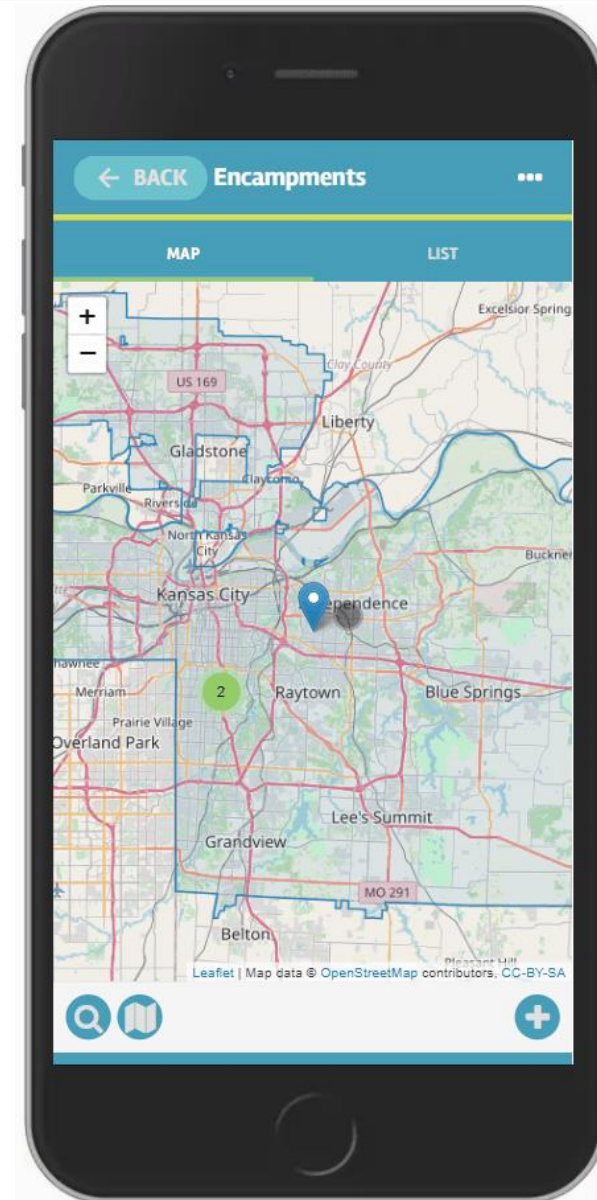 ← BACK Encampments •••
MAP LIST
+
−
Excelsior Spring
Clay County
US 169
Liberty
Gladstone
Claycomo
Parkville
Riverside
North Kansas
City
Buckner
Kansas City
ependence
hawnee
2
Merriam
Raytown
Blue Springs
Prairie Village
Overland Park
Lee's Summit
Grandview
MO 291
Belton
Pleasant Hill
Leaflet | Map data © OpenStreetMap contributors, CC-BY-SA